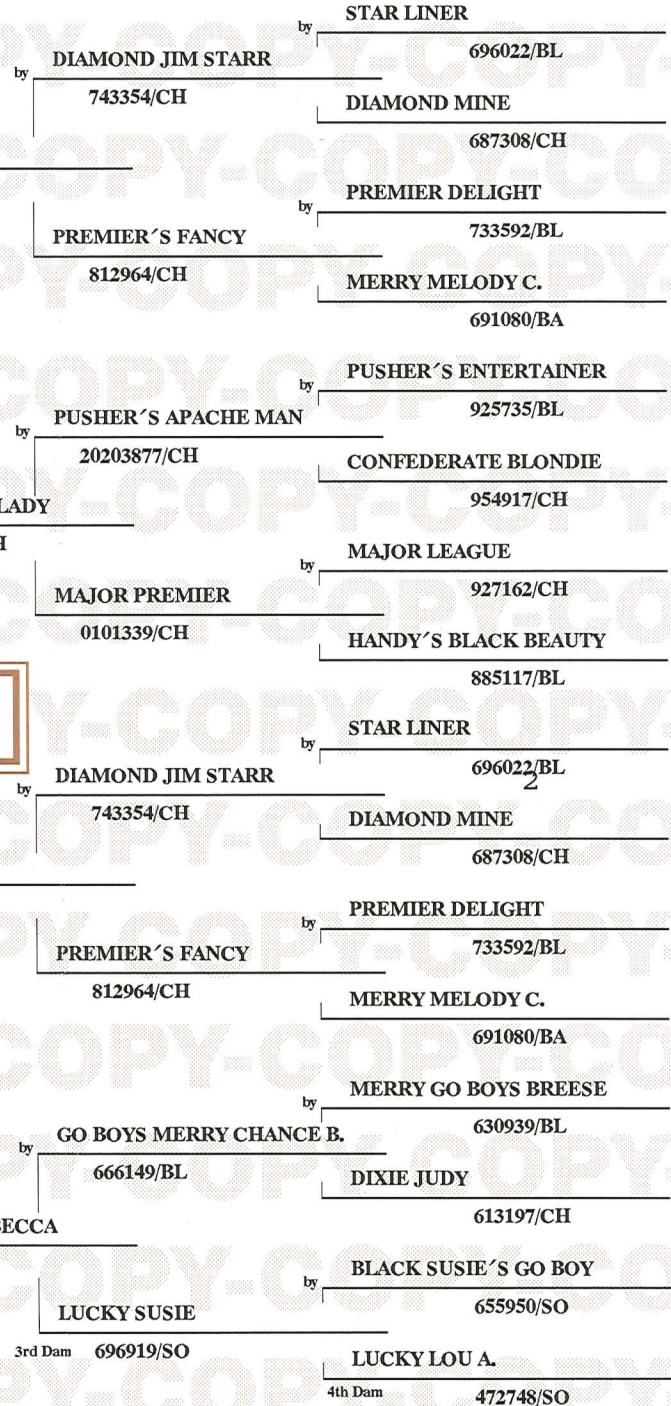 STAR LINER
by
696022/BL
DIAMOND JIM STARR
by
743354/CH
DIAMOND MINE
687308/CH
PREMIER DELIGHT
by
733592/BL
PREMIER´S FANCY
812964/CH
MERRY MELODY C.
691080/BA
PUSHER´S ENTERTAINER
by
925735/BL
PUSHER´S APACHE MAN
by
20203877/CH
CONFEDERATE BLONDIE
954917/CH
LADY
H
MAJOR LEAGUE
by
927162/CH
MAJOR PREMIER
0101339/CH
HANDY´S BLACK BEAUTY
885117/BL
STAR LINER
by
696022/BL
2
DIAMOND JIM STARR
by
743354/CH
DIAMOND MINE
687308/CH
PREMIER DELIGHT
by
733592/BL
PREMIER´S FANCY
812964/CH
MERRY MELODY C.
691080/BA
MERRY GO BOYS BREESE
by
630939/BL
GO BOYS MERRY CHANCE B.
by
666149/BL
DIXIE JUDY
613197/CH
ECCA
BLACK SUSIE´S GO BOY
by
655950/SO
LUCKY SUSIE
3rd Dam 696919/SO
LUCKY LOU A.
4th Dam
472748/SO
COPY-COPY-COPY